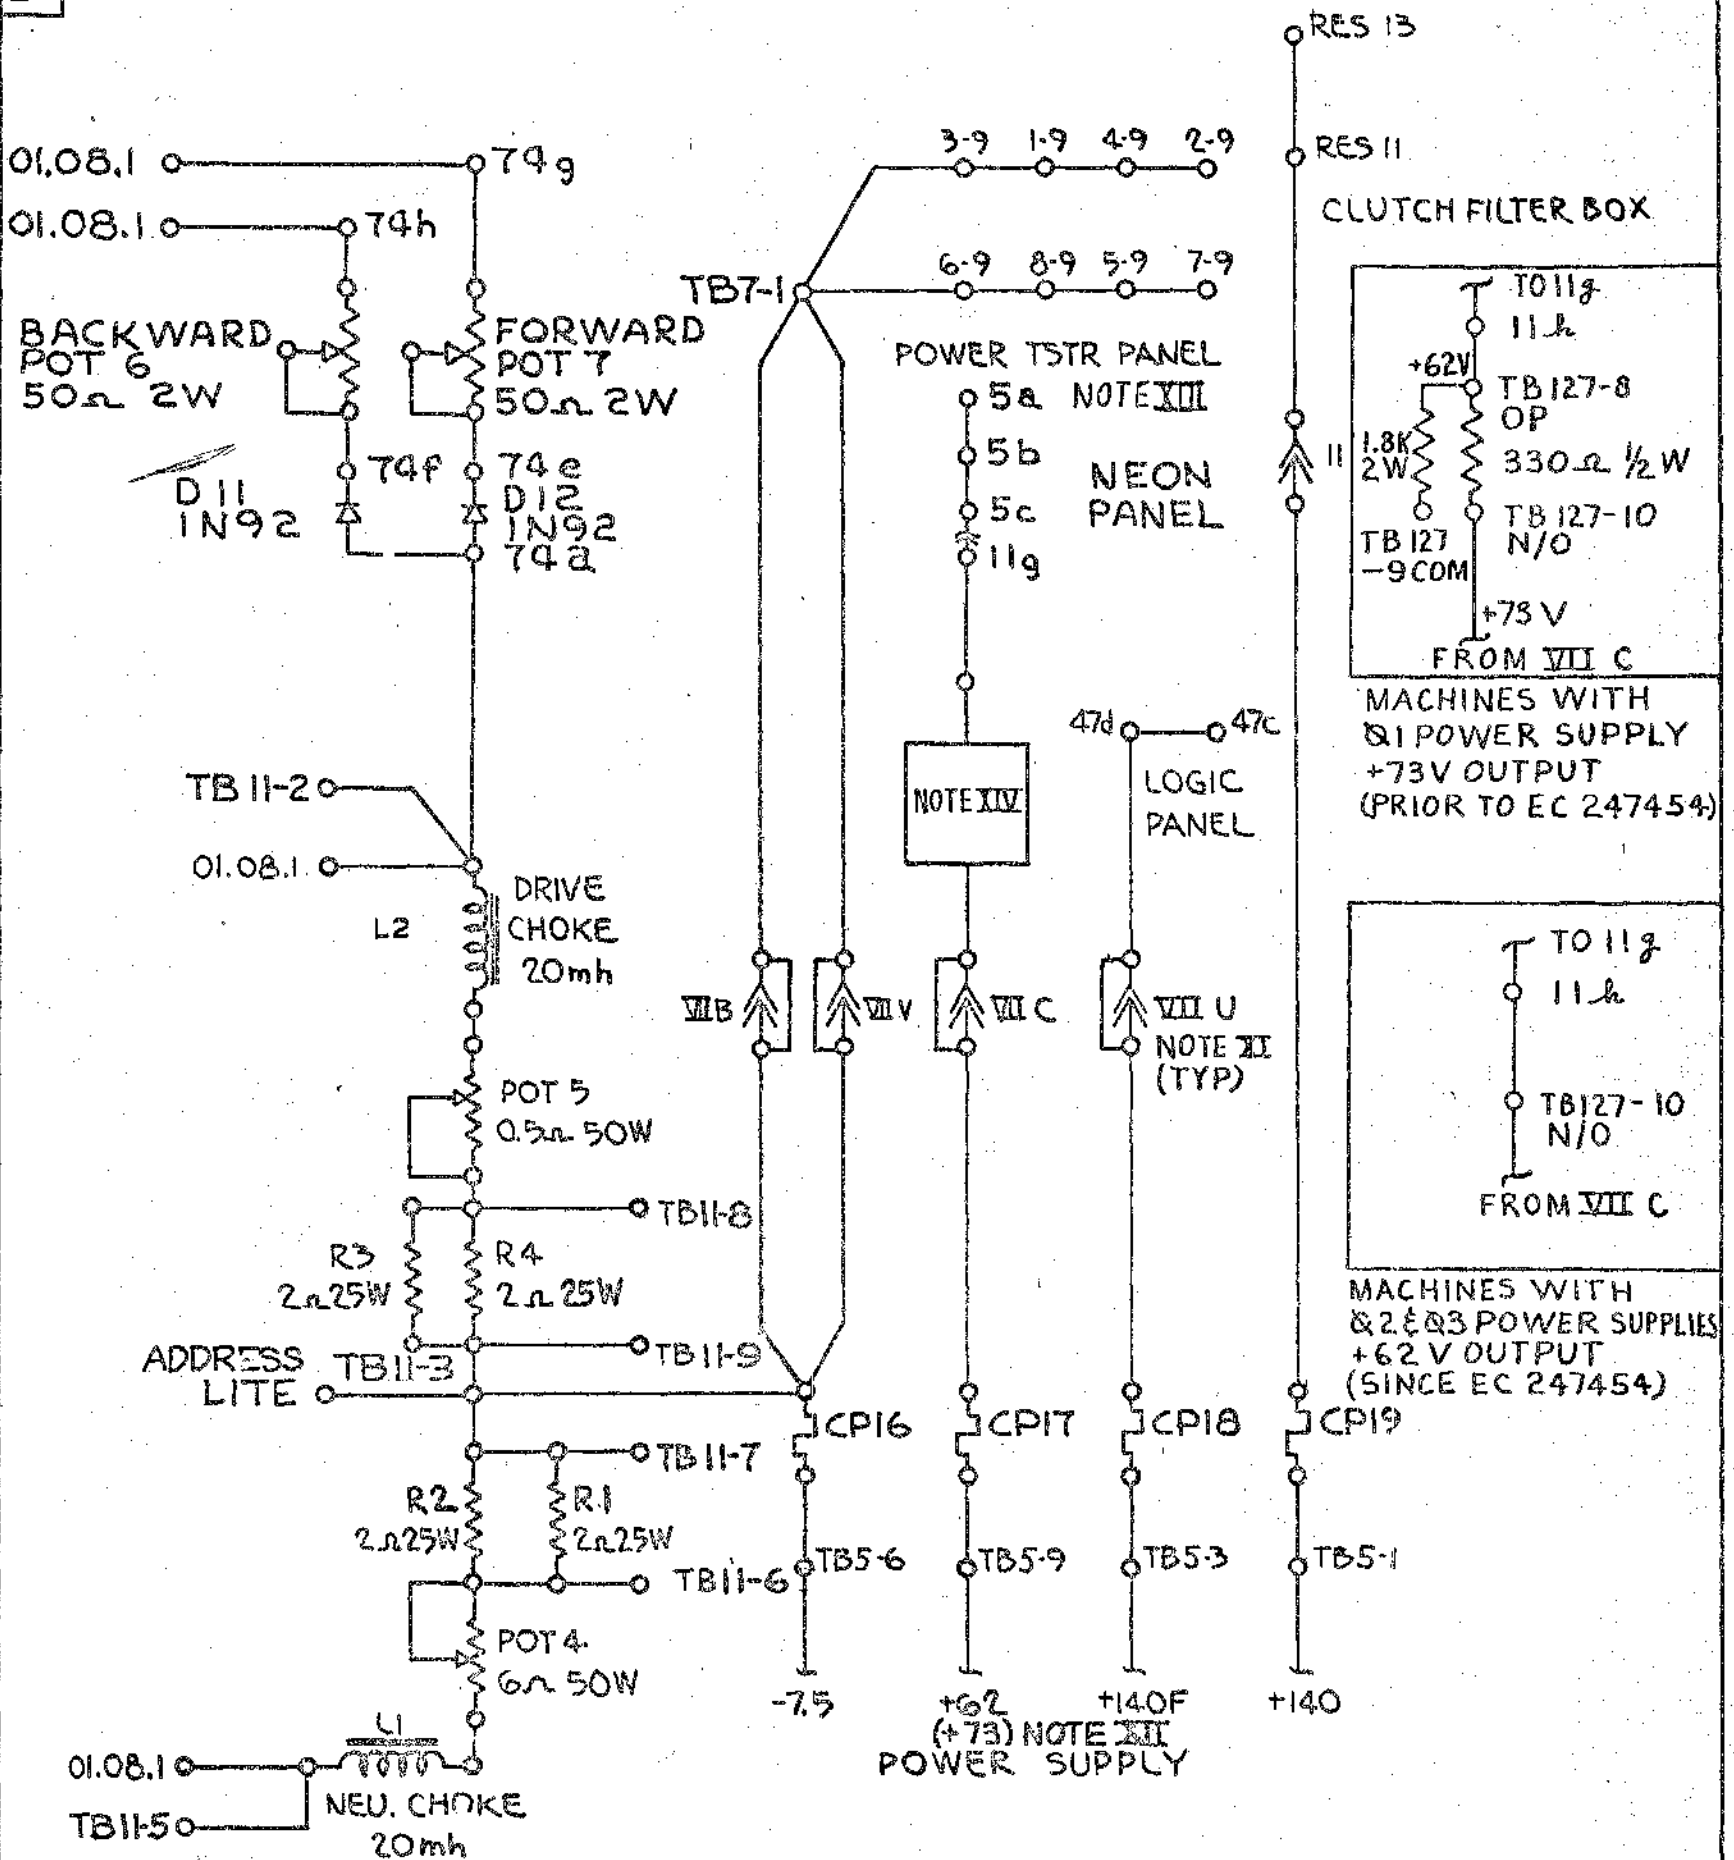 RES 13
3-9 1-9 4-9 2-9
RES 11
01.08.1
74g
01.08.1
74h
CLUTCH FILTER BOX
TB7-1
6-9 8-9 5-9 7-9
BACKWARD
POT 6
50Ω 2W
FORWARD
POT 7
50Ω 2W
POWER TSTR PANEL
5a NOTE XIII
5b
5c
11g
NEON
PANEL
11
TO 11g
11h
+62V
TB127-8
OP
1.8K
2W
330Ω ½W
TB127-10
N/O
TB127
-9COM
+73V
FROM VII C
MACHINES WITH
Q1 POWER SUPPLY
+73V OUTPUT
(PRIOR TO EC 247454)
74f
D11
1N92
74e
D12
1N92
74a
47d
47c
LOGIC
PANEL
NOTE XIV
TB11-2
01.08.1
L2
DRIVE
CHOKE
20mh
VII B
VII V
VII C
VII U
NOTE XI
(TYP)
TO 11g
11h
TB127-10
N/O
FROM VII C
MACHINES WITH
Q2&Q3 POWER SUPPLIES
+62V OUTPUT
(SINCE EC 247454)
POT 5
0.5Ω 50W
TB11-8
R3
2Ω25W
R4
2Ω 25W
TB11-9
TB11-3
ADDRESS
LITE
CP16
CP17
CP18
CP19
TB11-7
R2
2Ω25W
R1
2Ω25W
TB11-6
TB5-6
TB5-9
TB5-3
TB5-1
POT 4
6Ω 50W
-7.5
+62
(+73) NOTE XII
+140F
+140
POWER SUPPLY
L1
01.08.1
TB11-5
NEU. CHOKE
20mh